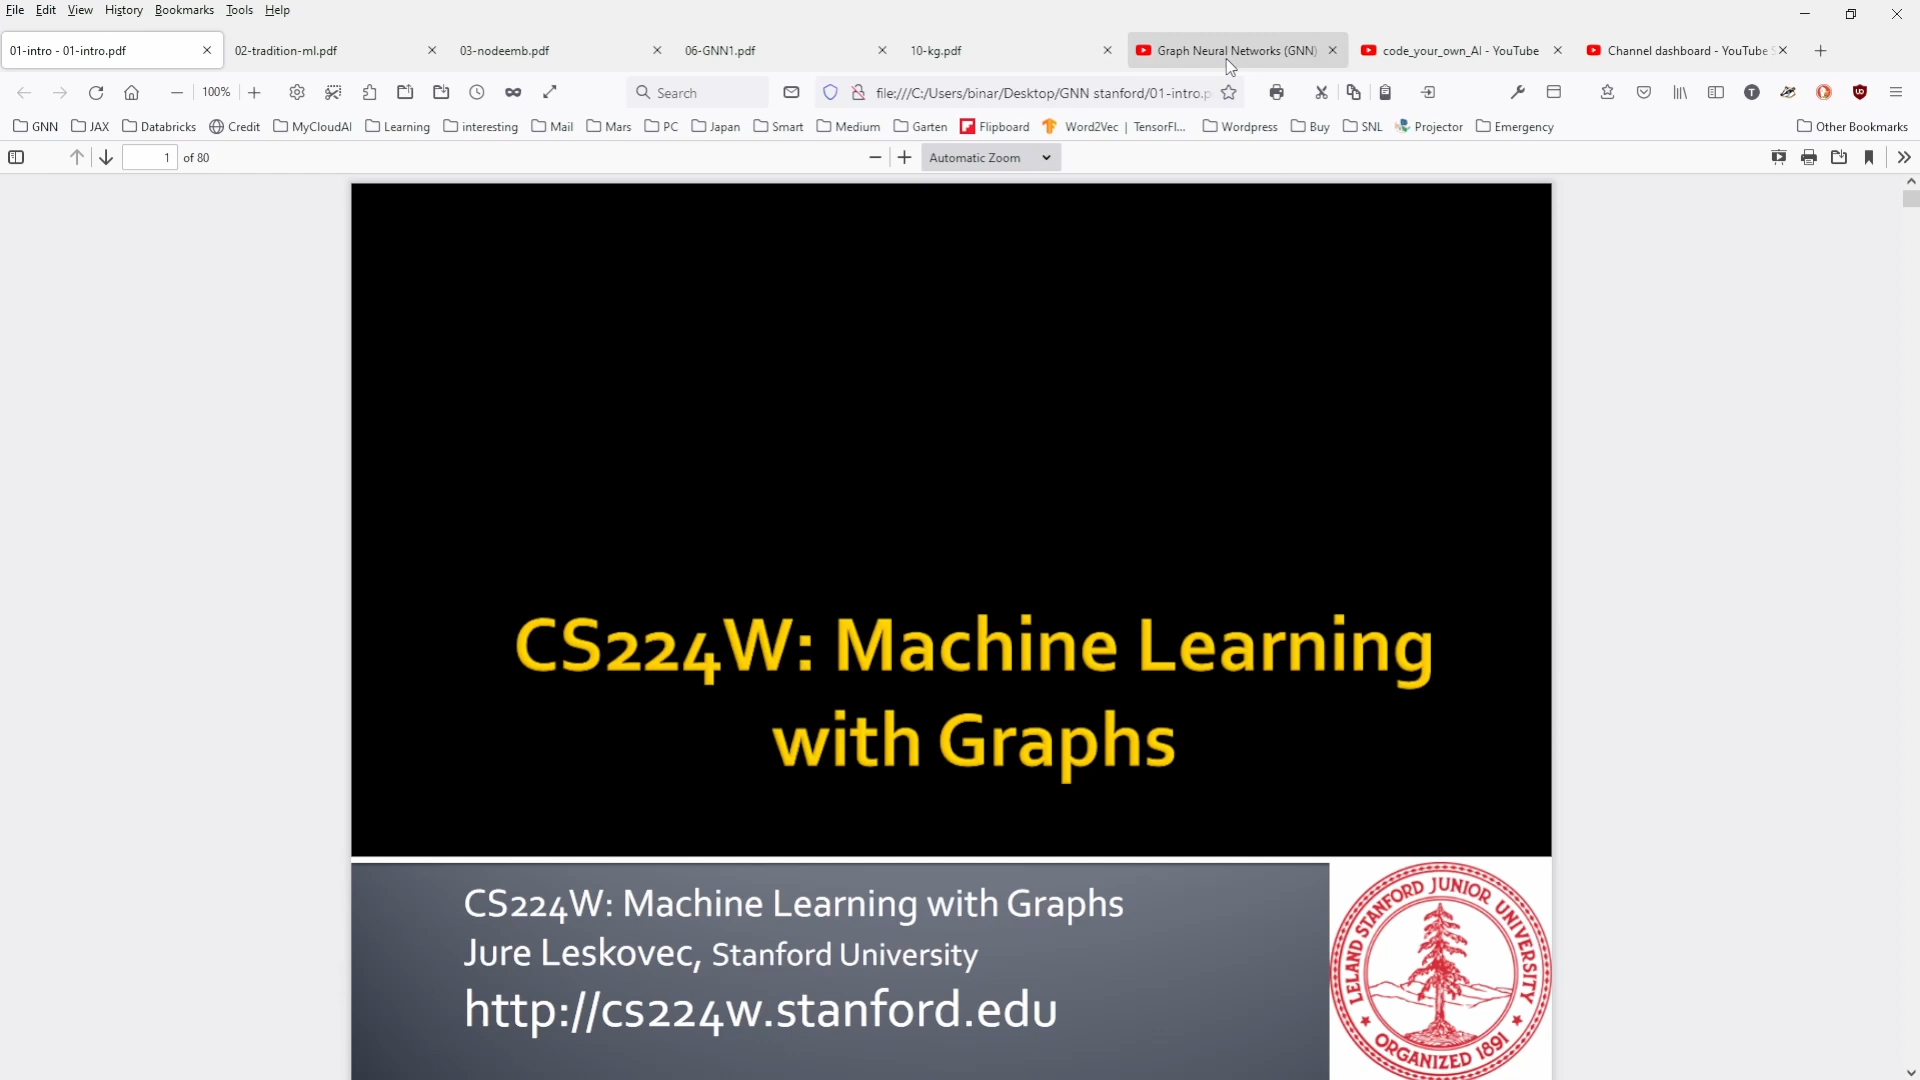 File Edit View History Bookmarks Tools Help
01-intro - 01-intro.pdf 02-tradition-ml.pdf 03-nodeemb.pdf 06-GNN1.pdf 10-kg.pdf Graph Neural Networks (GNN) code_your_own_AI - YouTube Channel dashboard - YouTube S
100% Search file:///C:/Users/binar/Desktop/GNN stanford/01-intro.p
GNN JAX Databricks Credit MyCloudAI Learning interesting Mail Mars PC Japan Smart Medium Garten Flipboard Word2Vec | TensorFl... Wordpress Buy SNL Projector Emergency Other Bookmarks
1 of 80 Automatic Zoom
CS224W: Machine Learning
with Graphs
CS224W: Machine Learning with Graphs
Jure Leskovec, Stanford University
http://cs224w.stanford.edu
LELAND STANFORD JUNIOR UNIVERSITY
ORGANIZED 1891